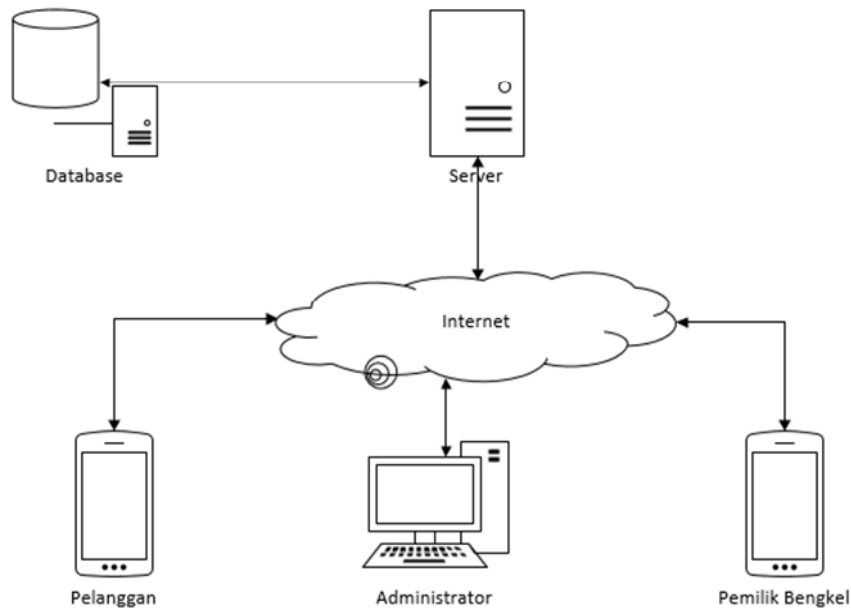 Database
Server
Internet
Pelanggan
Administrator
Pemilik Bengkel